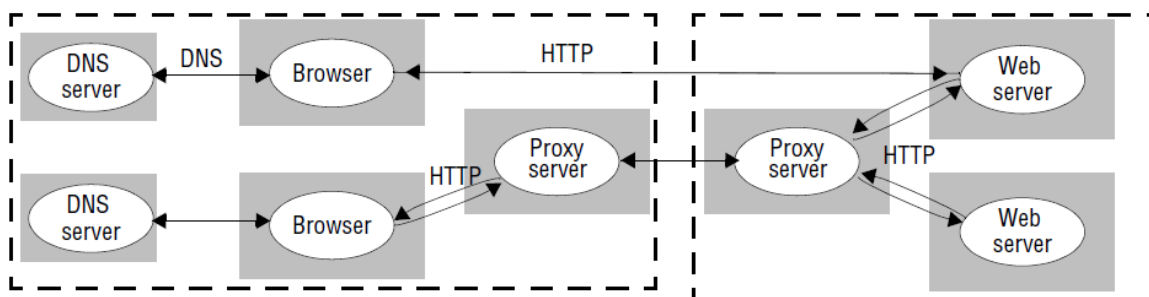 DNS
server
DNS
Browser
HTTP
Web
server
Proxy
server
Proxy
server
HTTP
HTTP
DNS
server
Browser
Web
server